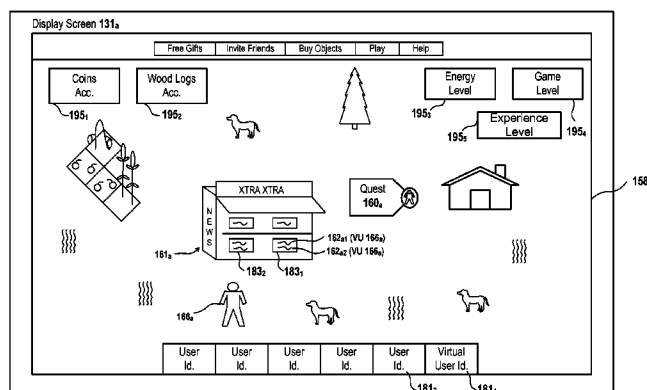 Display Screen 131a
Free Gifts Invite Friends Buy Objects Play Help
Coins Acc.
Wood Logs Acc.
Energy Level
Game Level
195₁
195₂
195₃
195₄
Experience Level
195₅
158
XTRA XTRA
Quest 160a
NEWS
162a1 (VU 166a)
162a2 (VU 166a)
161a
183₂
183₁
166a
User Id.
User Id.
User Id.
User Id.
User Id.
Virtual User Id.
181₂
181₁